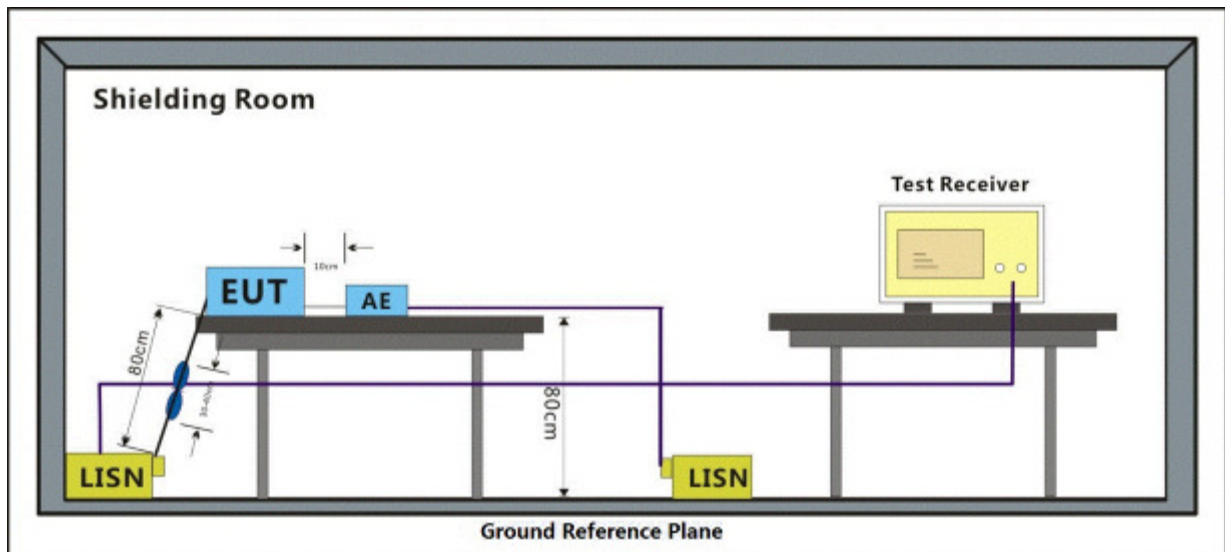 Shielding Room
Test Receiver
10cm
EUT
AE
80cm
80cm
LISN
LISN
Ground Reference Plane